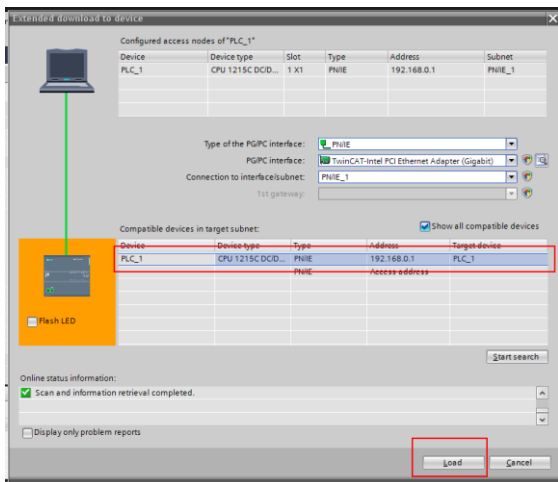 Extended download to device
Configured access nodes of "PLC_1"
Device Device type Slot Type Address Subnet
PLC_1 CPU 1215C DC/D... 1 X1 PN/IE 192.168.0.1 PN/IE_1
Type of the PG/PC interface: PN/IE
PG/PC interface: TwinCAT-Intel PCI Ethernet Adapter (Gigabit)
Connection to interface/subnet: PN/IE_1
1st gateway:
Compatible devices in target subnet: Show all compatible devices
Device Device type Type Address Target device
PLC_1 CPU 1215C DC/D... PN/IE 192.168.0.1 PLC_1
PN/IE Access address
Flash LED
Start search
Online status information:
Scan and information retrieval completed.
Display only problem reports
Load Cancel